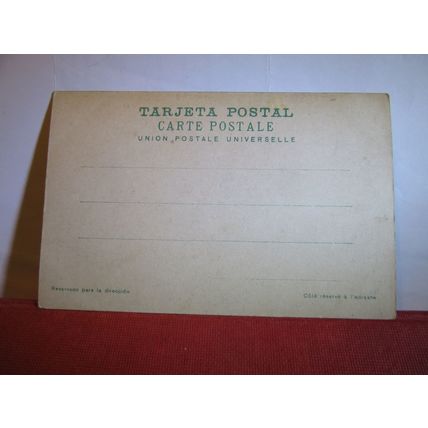 TARJETA POSTAL
CARTE POSTALE
UNION POSTALE UNIVERSELLE
Reservado para la dirección
Côté réservé à l'adresse